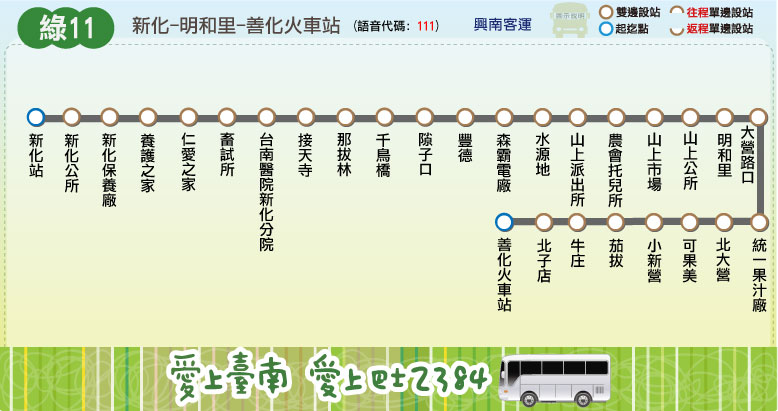 綠11
新化-明和里-善化火車站 (語音代碼: 111)
興南客運
標示說明
雙邊設站
往程單邊設站
起迄點
返程單邊設站
新化站
新化公所
新化保養廠
養護之家
仁愛之家
畜試所
台南醫院新化分院
接天寺
那拔林
千鳥橋
隙子口
豐德
森霸電廠
水源地
山上派出所
農會托兒所
山上市場
山上公所
明和里
大營路口
統一果汁廠
北大營
可果美
小新營
茄拔
牛庄
北子店
善化火車站
愛上臺南 愛上巴士2384